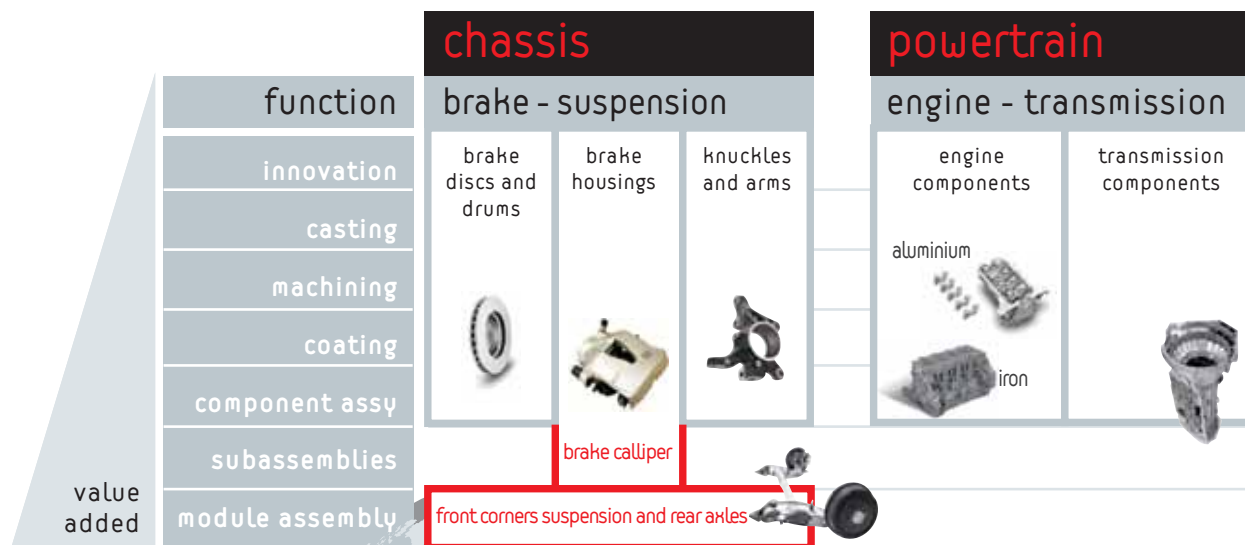 chassis
powertrain
function
brake - suspension
engine - transmission
innovation
casting
machining
coating
component assy
subassemblies
module assembly
value
added
brake
discs and
drums
brake
housings
knuckles
and arms
engine
components
transmission
components
aluminium
iron
brake calliper
front corners suspension and rear axles